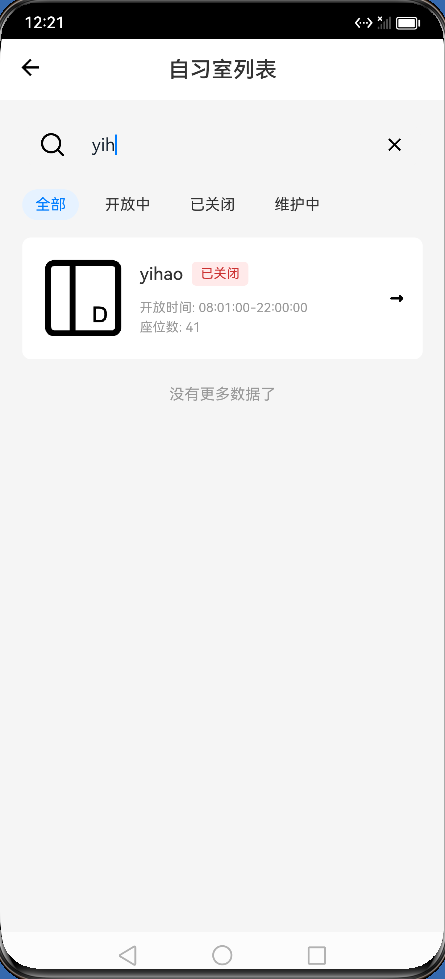 12:21
自习室列表
yih
全部 开放中 已关闭 维护中
yihao 已关闭
开放时间: 08:01:00-22:00:00
座位数: 41
D
没有更多数据了